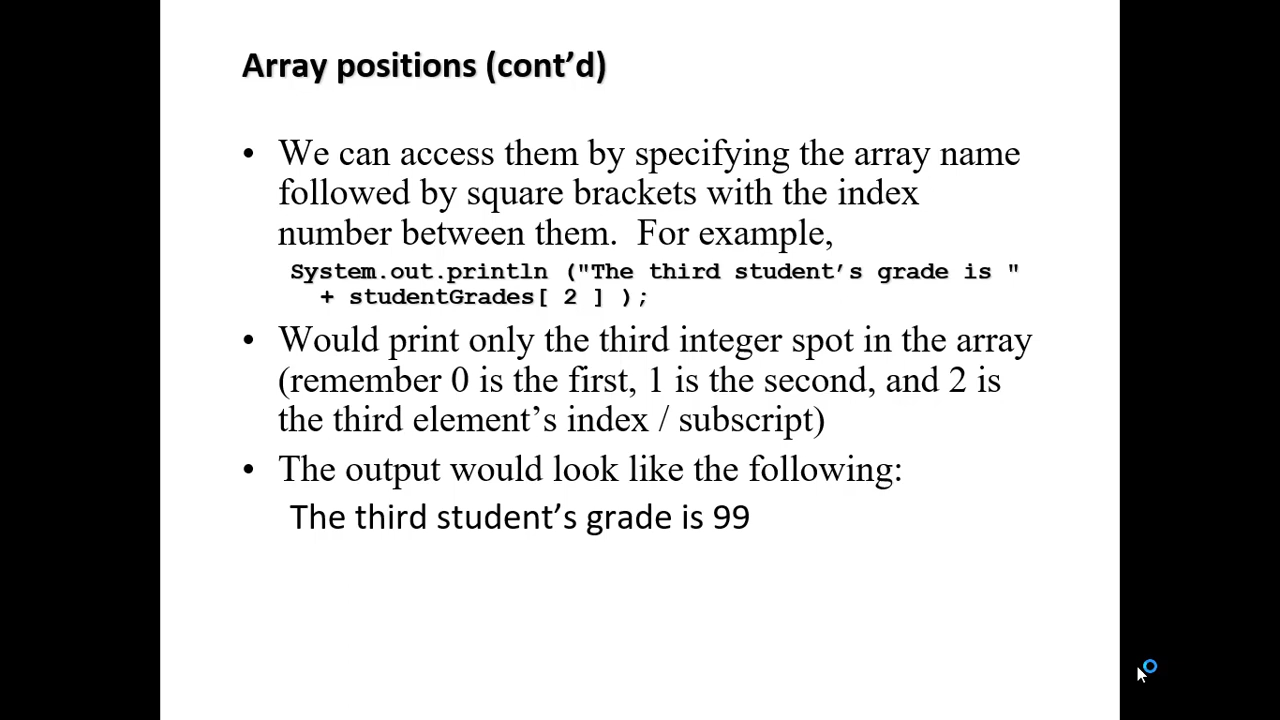 Array positions (cont’d)
• We can access them by specifying the array name
followed by square brackets with the index
number between them.  For example,
System.out.println ("The third student’s grade is "
+ studentGrades[ 2 ] );
• Would print only the third integer spot in the array
(remember 0 is the first, 1 is the second, and 2 is
the third element’s index / subscript)
• The output would look like the following:
The third student’s grade is 99